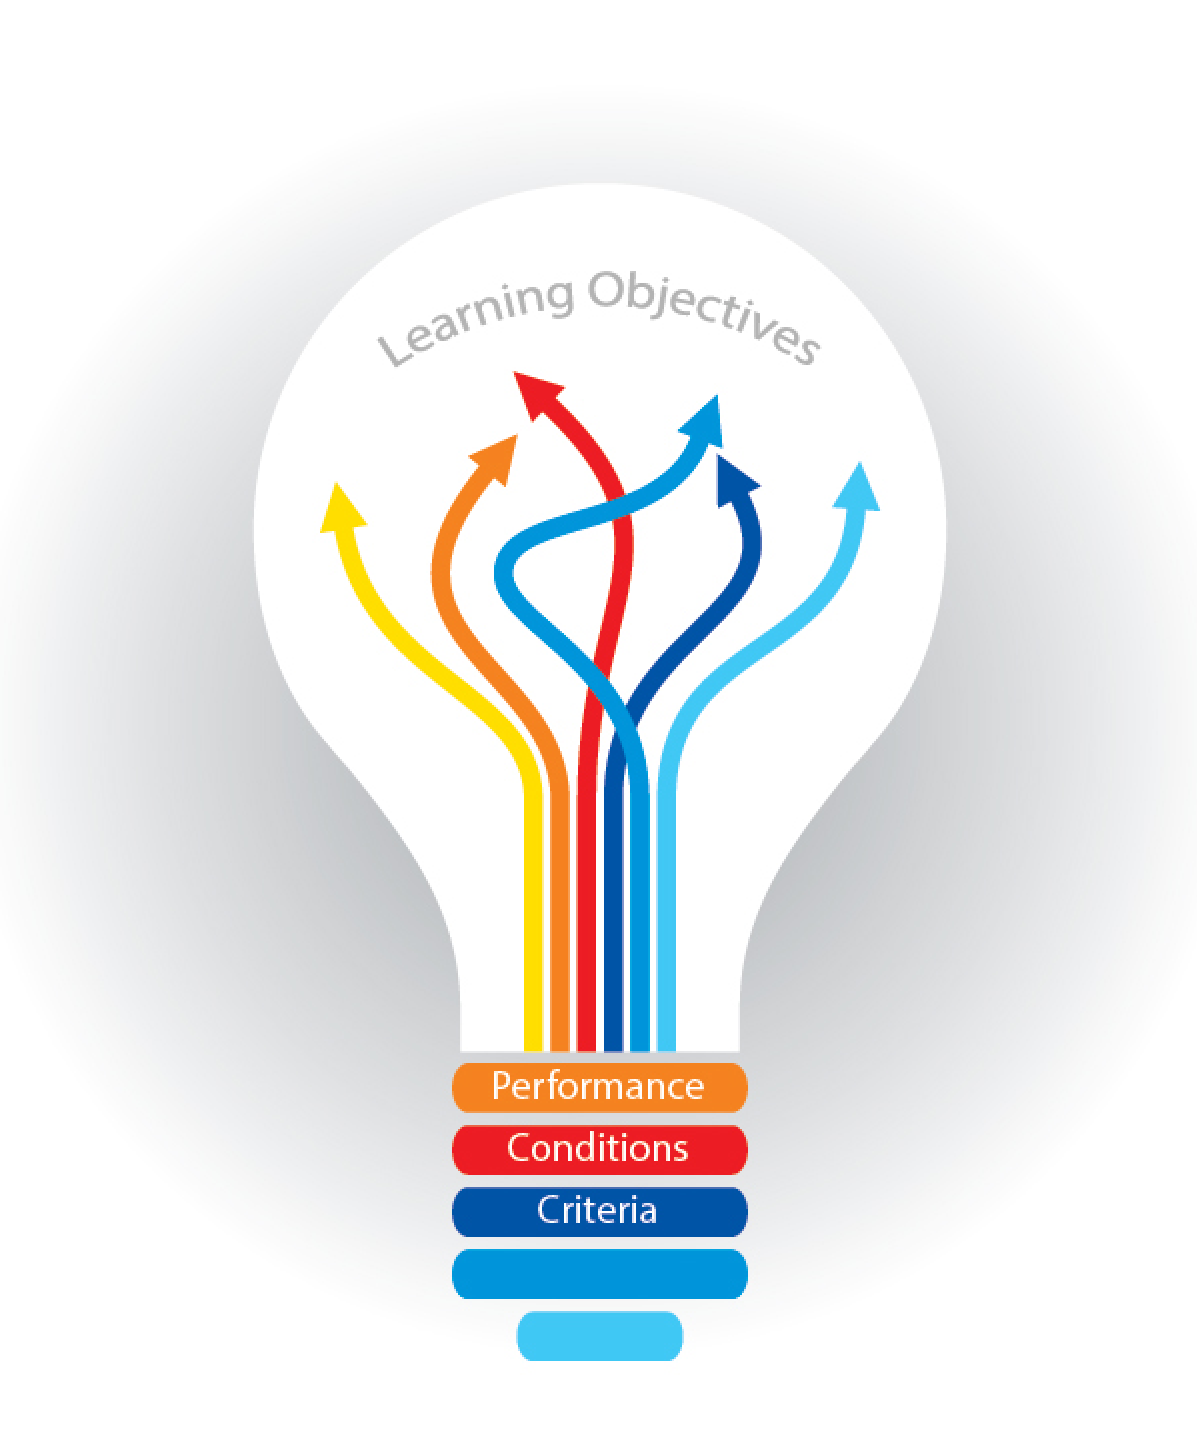 Learning Objectives
Performance
Conditions
Criteria